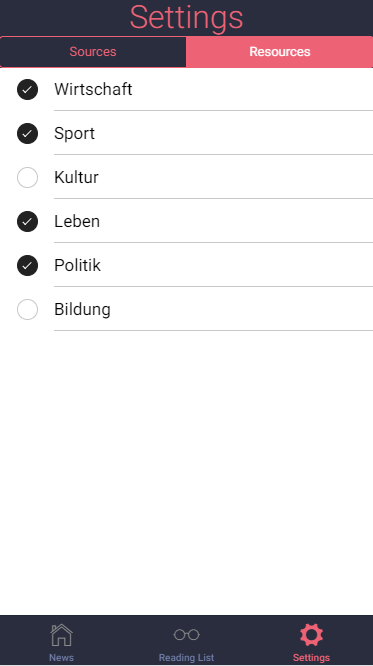 Settings
Sources Resources
Wirtschaft
Sport
Kultur
Leben
Politik
Bildung
News Reading List Settings